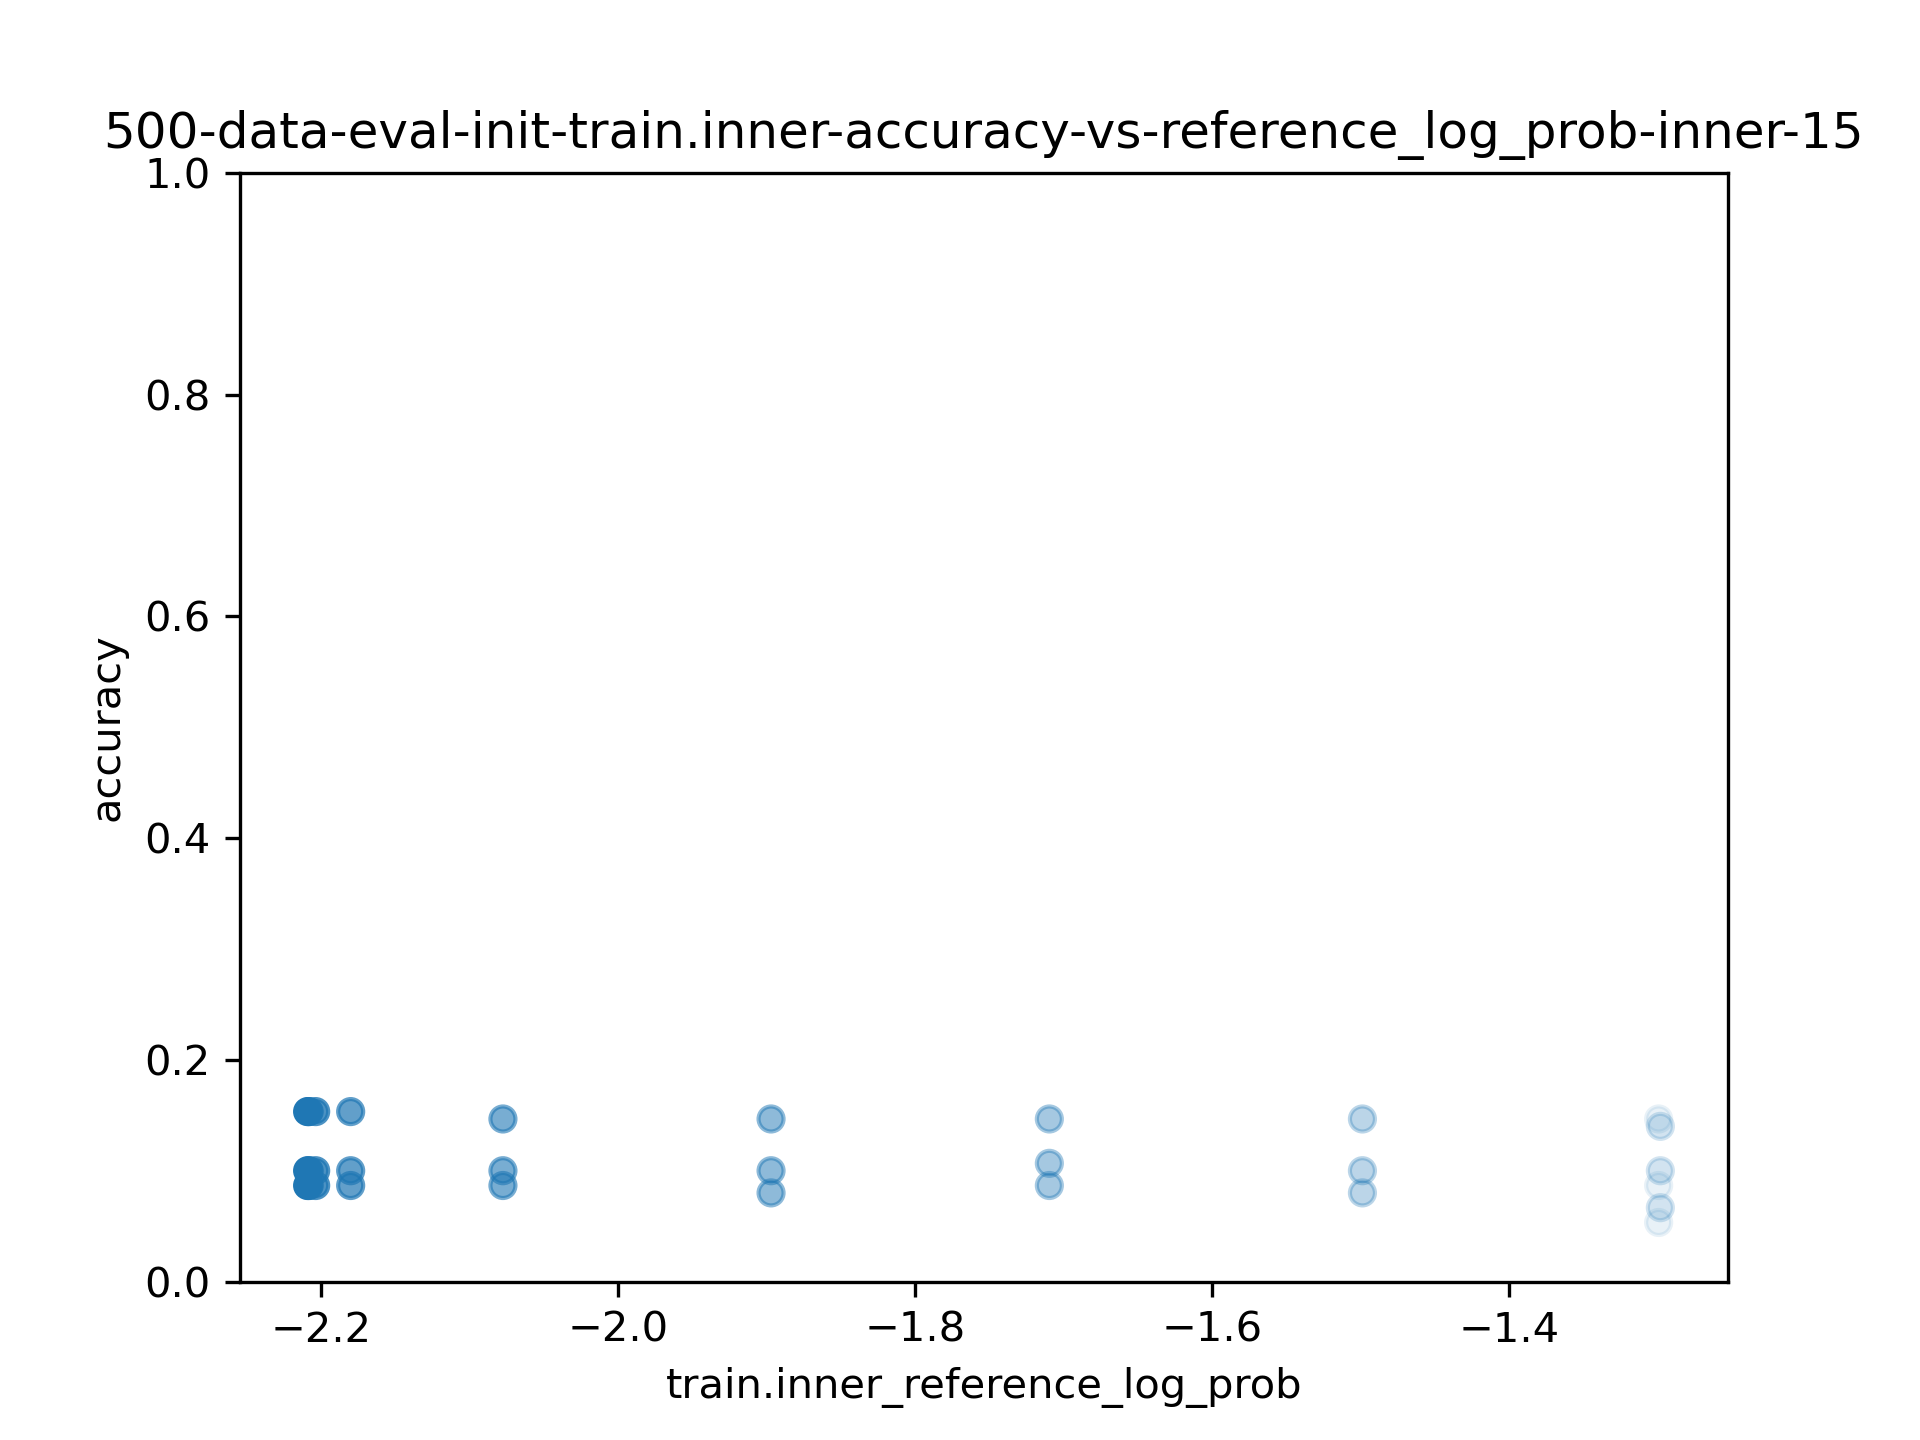 500-data-eval-init-train.inner-accuracy-vs-reference_log_prob-inner-15
1.0
0.8
0.6
0.4
0.2
0.0
accuracy
−2.2 −2.0 −1.8 −1.6 −1.4
train.inner_reference_log_prob